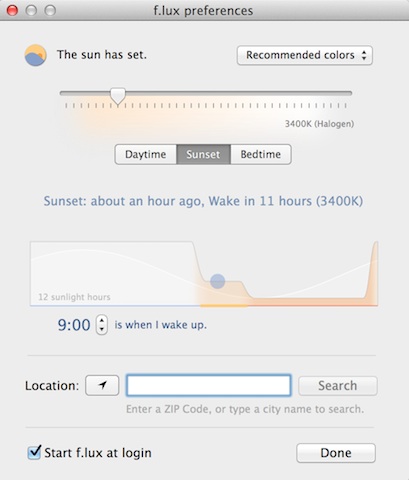 f.lux preferences
The sun has set.
Recommended colors
3400K (Halogen)
Daytime
Sunset
Bedtime
Sunset: about an hour ago, Wake in 11 hours (3400K)
12 sunlight hours
9:00 is when I wake up.
Location:
Search
Enter a ZIP Code, or type a city name to search.
Start f.lux at login
Done